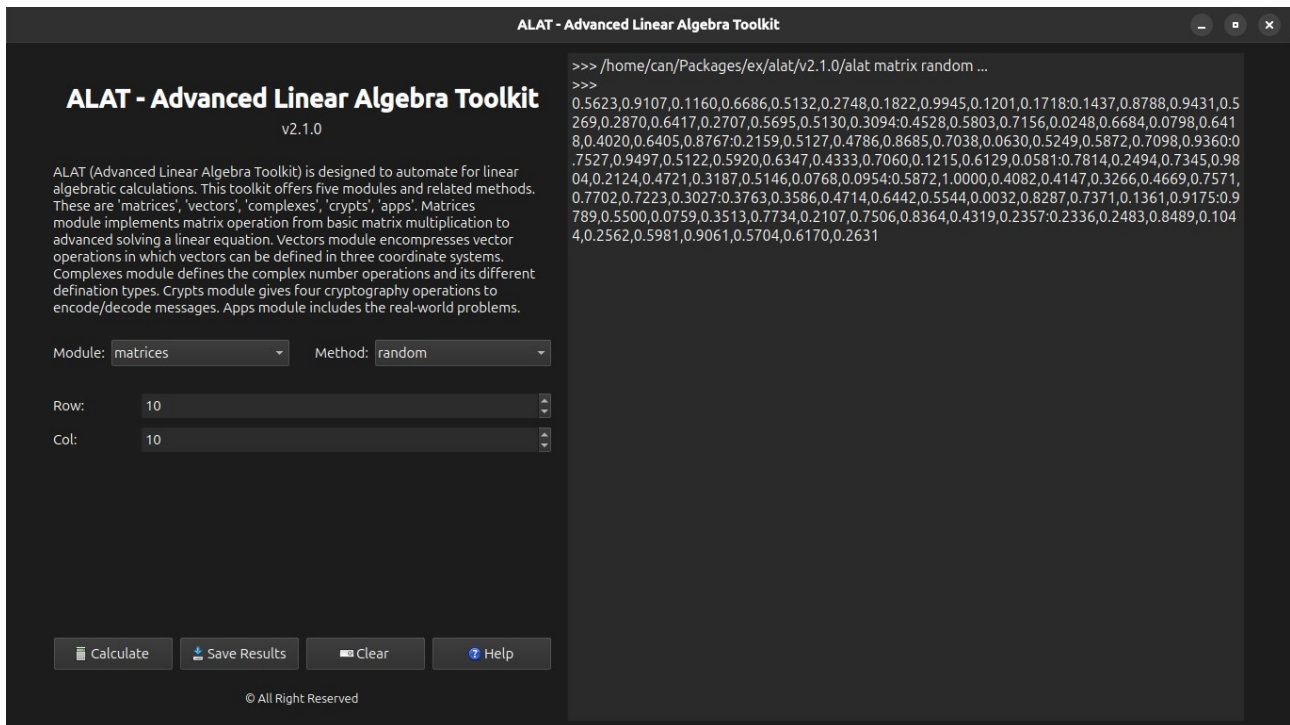 ALAT - Advanced Linear Algebra Toolkit
ALAT - Advanced Linear Algebra Toolkit
v2.1.0
ALAT (Advanced Linear Algebra Toolkit) is designed to automate for linear
algebratic calculations. This toolkit offers five modules and related methods.
These are 'matrices', 'vectors', 'complexes', 'crypts', 'apps'. Matrices
module implements matrix operation from basic matrix multiplication to
advanced solving a linear equation. Vectors module encompresses vector
operations in which vectors can be defined in three coordinate systems.
Complexes module defines the complex number operations and its different
defination types. Crypts module gives four cryptography operations to
encode/decode messages. Apps module includes the real-world problems.
Module: matrices Method: random
Row: 10
Col: 10
Calculate Save Results Clear Help
© All Right Reserved
>>> /home/can/Packages/ex/alat/v2.1.0/alat matrix random ...
>>>
0.5623,0.9107,0.1160,0.6686,0.5132,0.2748,0.1822,0.9945,0.1201,0.1718:0.1437,0.8788,0.9431,0.5
269,0.2870,0.6417,0.2707,0.5695,0.5130,0.3094:0.4528,0.5803,0.7156,0.0248,0.6684,0.0798,0.641
8,0.4020,0.6405,0.8767:0.2159,0.5127,0.4786,0.8685,0.7038,0.0630,0.5249,0.5872,0.7098,0.9360:0
.7527,0.9497,0.5122,0.5920,0.6347,0.4333,0.7060,0.1215,0.6129,0.0581:0.7814,0.2494,0.7345,0.98
04,0.2124,0.4721,0.3187,0.5146,0.0768,0.0954:0.5872,1.0000,0.4082,0.4147,0.3266,0.4669,0.7571,
0.7702,0.7223,0.3027:0.3763,0.3586,0.4714,0.6442,0.5544,0.0032,0.8287,0.7371,0.1361,0.9175:0.9
789,0.5500,0.0759,0.3513,0.7734,0.2107,0.7506,0.8364,0.4319,0.2357:0.2336,0.2483,0.8489,0.104
4,0.2562,0.5981,0.9061,0.5704,0.6170,0.2631